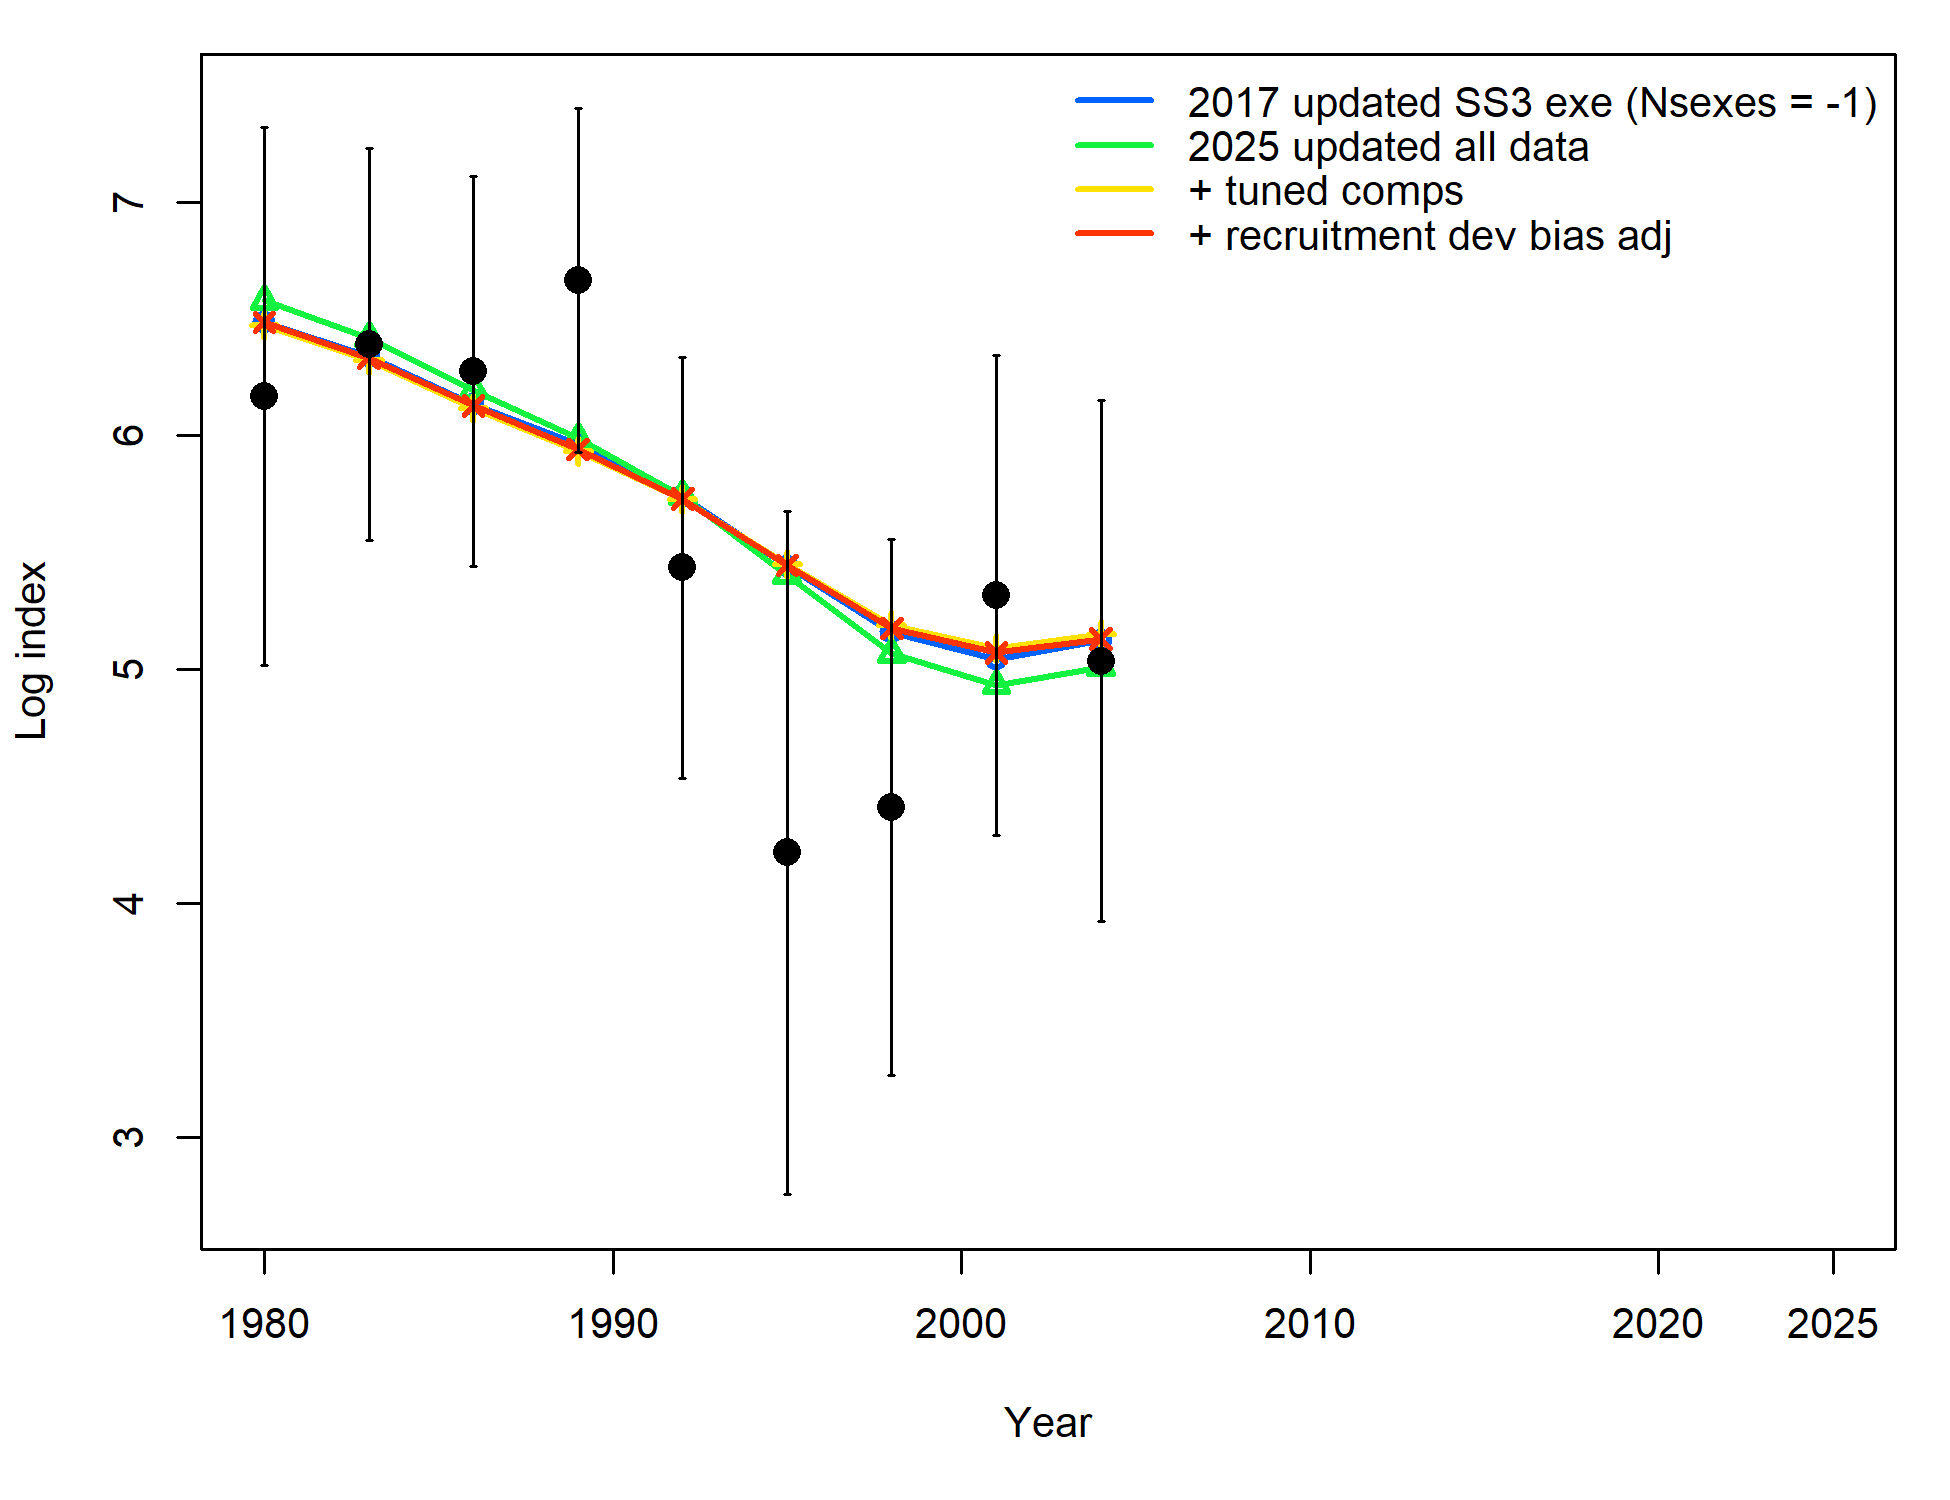 2017 updated SS3 exe (Nsexes = -1)
2025 updated all data
+ tuned comps
+ recruitment dev bias adj
7
6
5
4
3
Log index
1980 1990 2000 2010 2020 2025
Year